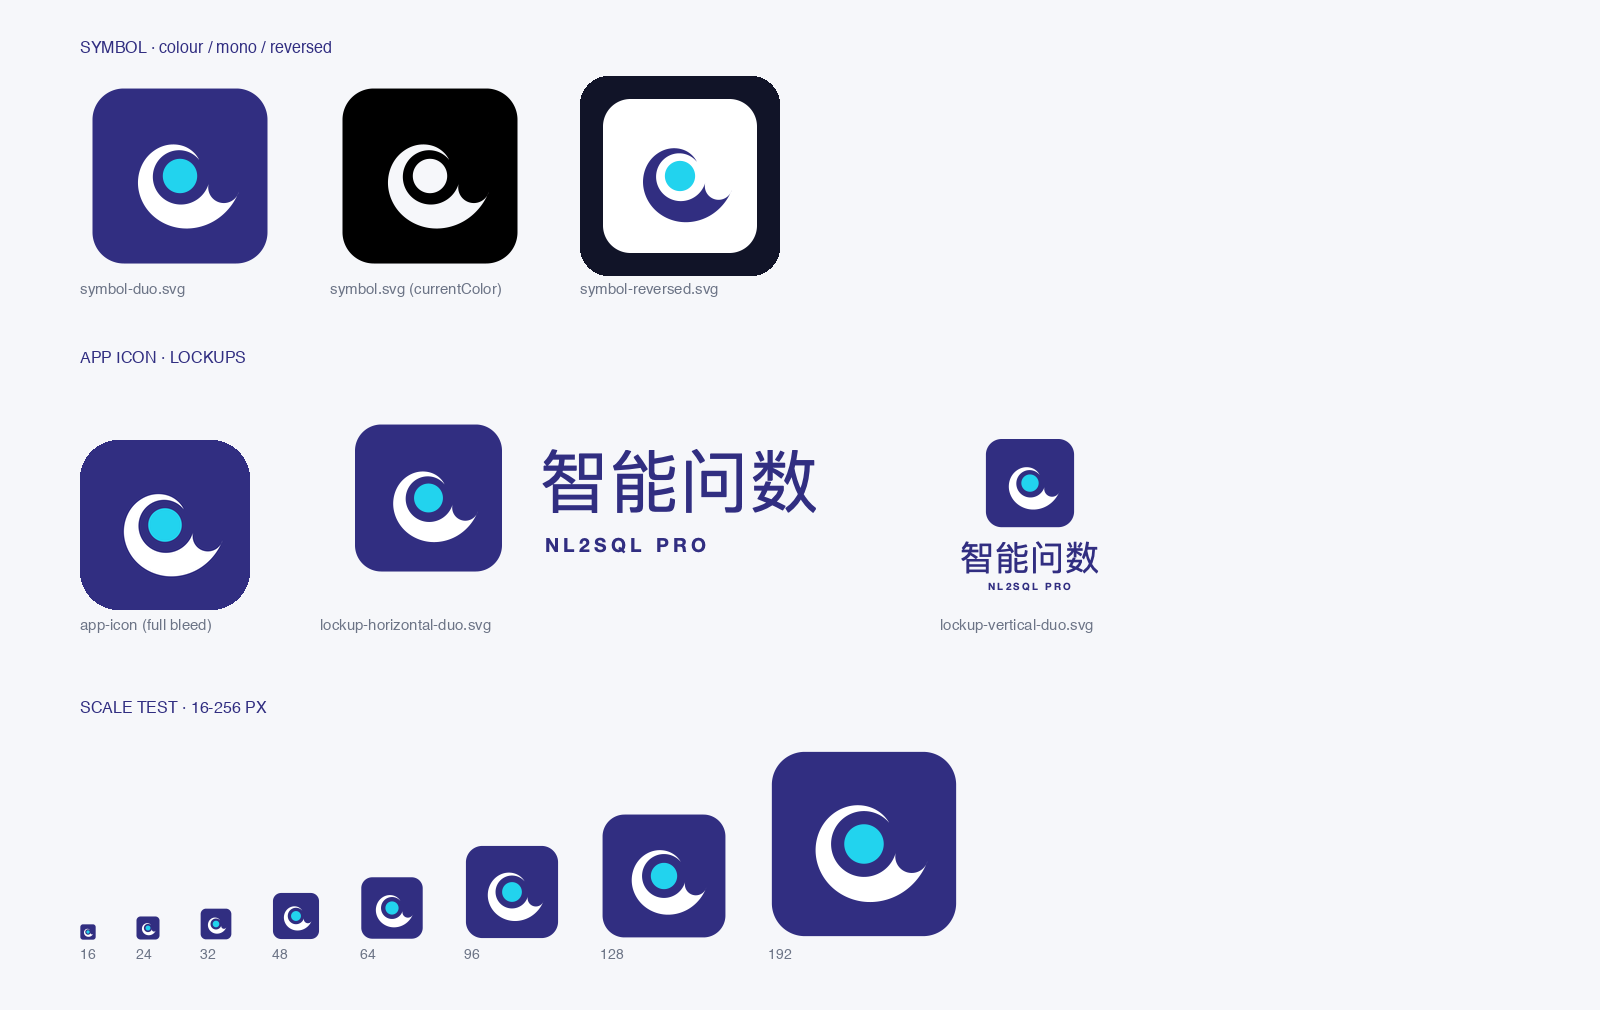 SYMBOL · colour / mono / reversed
symbol-duo.svg
symbol.svg (currentColor)
symbol-reversed.svg
APP ICON · LOCKUPS
智能问数
NL2SQL PRO
智能问数
NL2SQL PRO
app-icon (full bleed)
lockup-horizontal-duo.svg
lockup-vertical-duo.svg
SCALE TEST · 16-256 PX
16
24
32
48
64
96
128
192